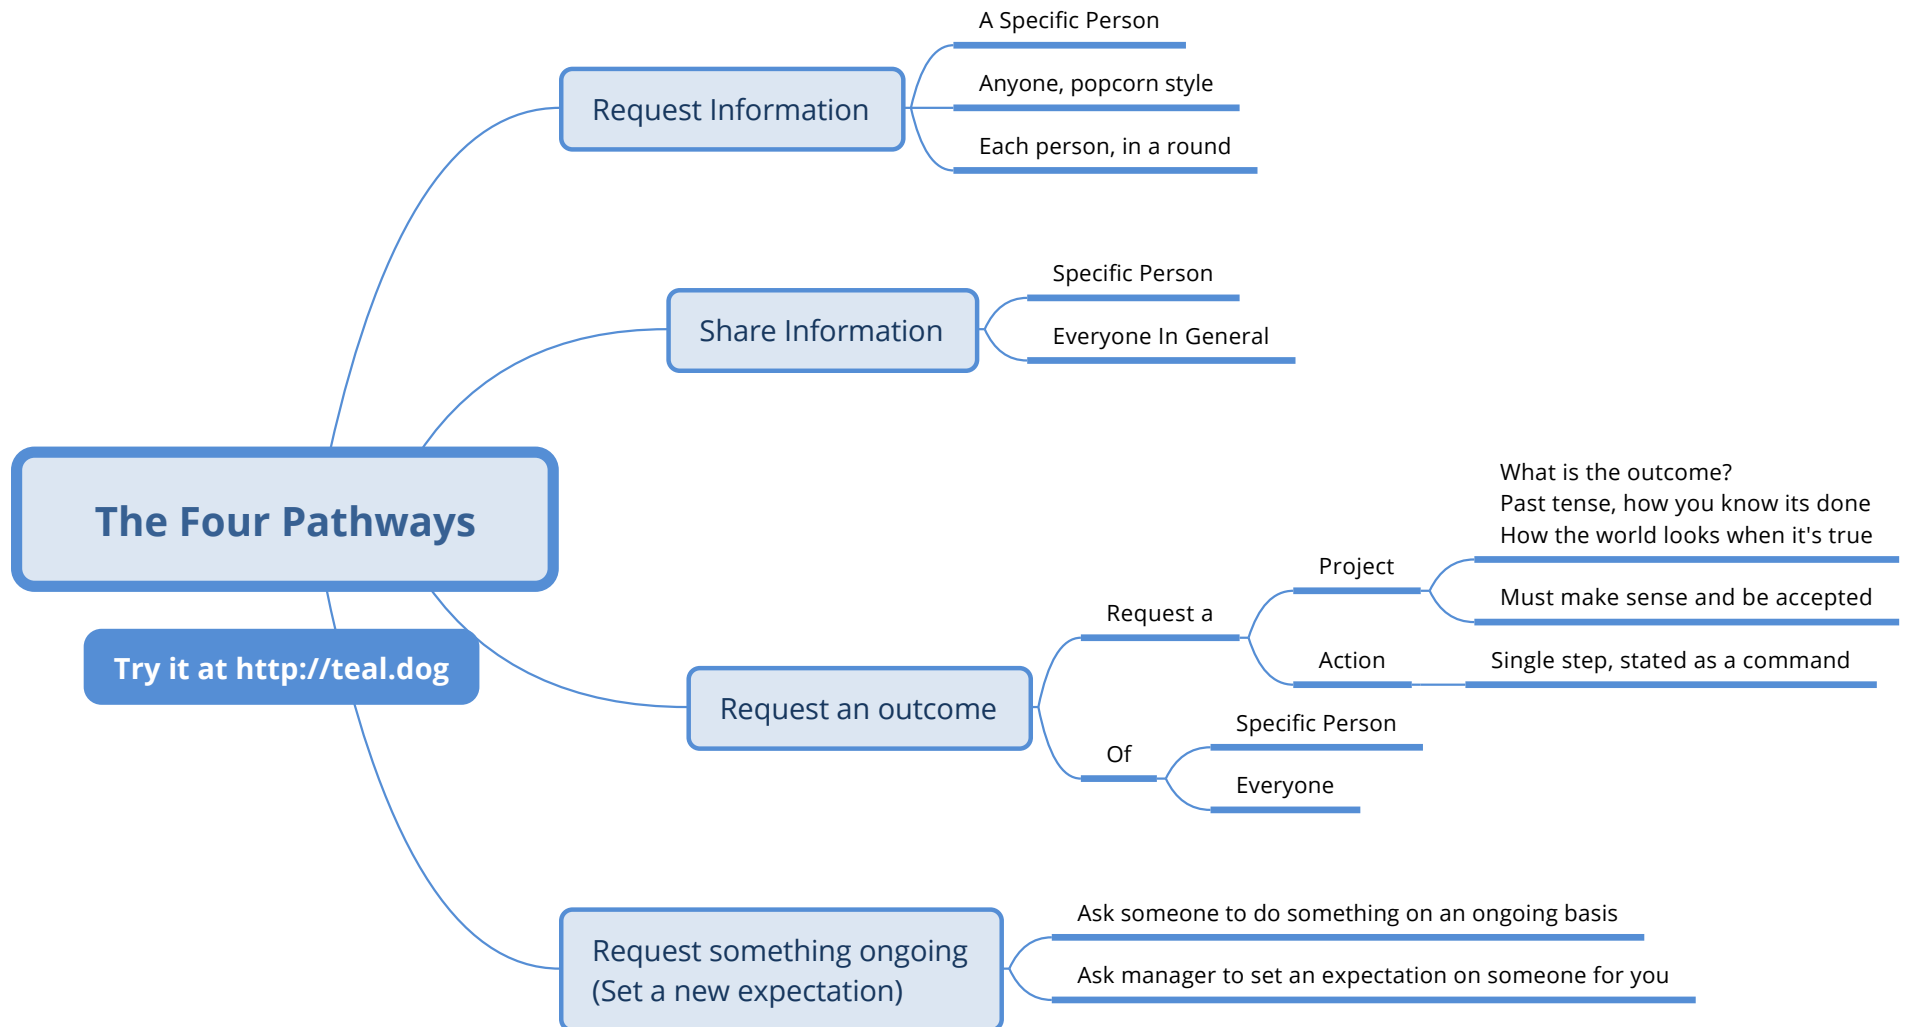 A Specific Person
Request Information
Anyone, popcorn style
Each person, in a round
Specific Person
Share Information
Everyone In General
The Four Pathways
Try it at http://teal.dog
Request an outcome
Request a
Project
What is the outcome?
Past tense, how you know its done
How the world looks when it's true
Must make sense and be accepted
Action
Single step, stated as a command
Of
Specific Person
Everyone
Request something ongoing
(Set a new expectation)
Ask someone to do something on an ongoing basis
Ask manager to set an expectation on someone for you